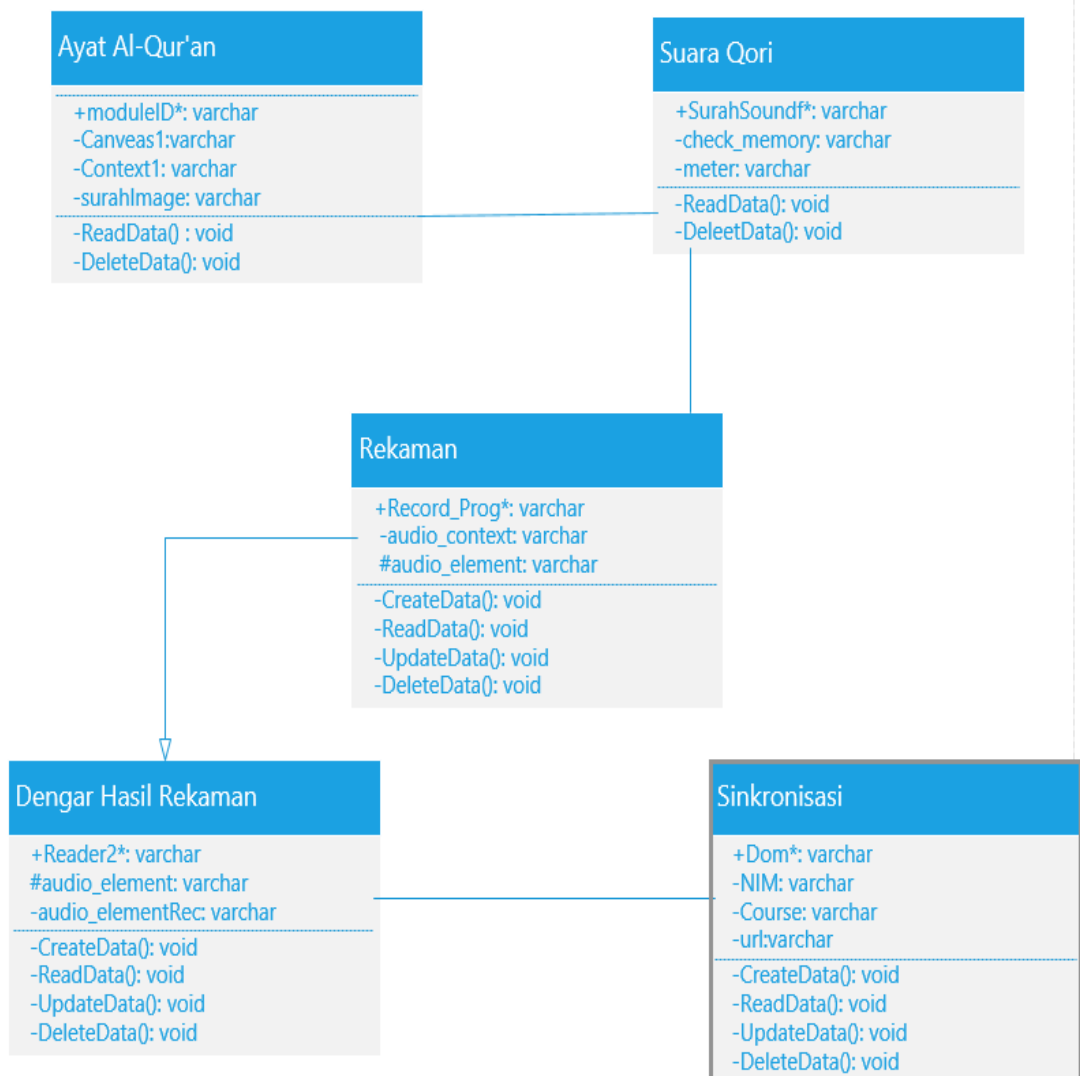 Ayat Al-Qur'an
+moduleID*: varchar
-Canveas1:varchar
-Context1: varchar
-surahImage: varchar
-ReadData() : void
-DeleteData(): void
Suara Qori
+SurahSoundf*: varchar
-check_memory: varchar
-meter: varchar
-ReadData(): void
-DeleetData(): void
Rekaman
+Record_Prog*: varchar
-audio_context: varchar
#audio_element: varchar
-CreateData(): void
-ReadData(): void
-UpdateData(): void
-DeleteData(): void
Dengar Hasil Rekaman
+Reader2*: varchar
#audio_element: varchar
-audio_elementRec: varchar
-CreateData(): void
-ReadData(): void
-UpdateData(): void
-DeleteData(): void
Sinkronisasi
+Dom*: varchar
-NIM: varchar
-Course: varchar
-url:varchar
-CreateData(): void
-ReadData(): void
-UpdateData(): void
-DeleteData(): void